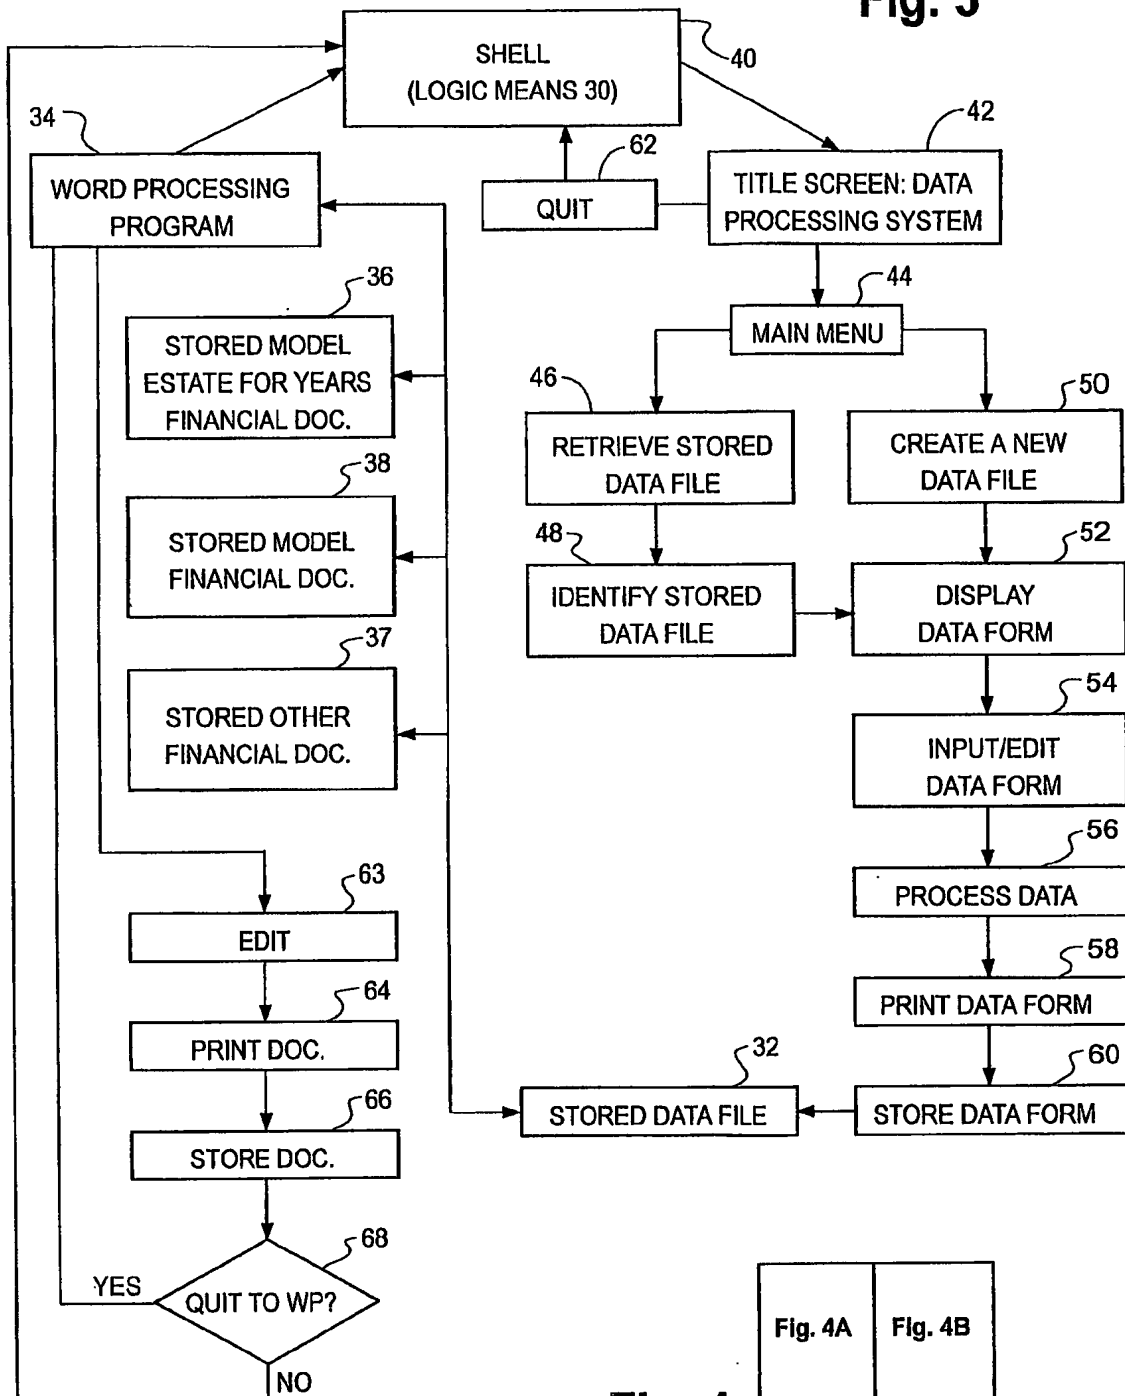 Fig. 3
SHELL
(LOGIC MEANS 30)
40
34
WORD PROCESSING
PROGRAM
62
QUIT
42
TITLE SCREEN: DATA
PROCESSING SYSTEM
44
MAIN MENU
36
STORED MODEL
ESTATE FOR YEARS
FINANCIAL DOC.
46
RETRIEVE STORED
DATA FILE
50
CREATE A NEW
DATA FILE
38
STORED MODEL
FINANCIAL DOC.
48
IDENTIFY STORED
DATA FILE
52
DISPLAY
DATA FORM
37
STORED OTHER
FINANCIAL DOC.
54
INPUT/EDIT
DATA FORM
56
PROCESS DATA
63
EDIT
58
PRINT DATA FORM
64
PRINT DOC.
32
STORED DATA FILE
60
STORE DATA FORM
66
STORE DOC.
68
QUIT TO WP?
YES
NO
Fig. 4A
Fig. 4B